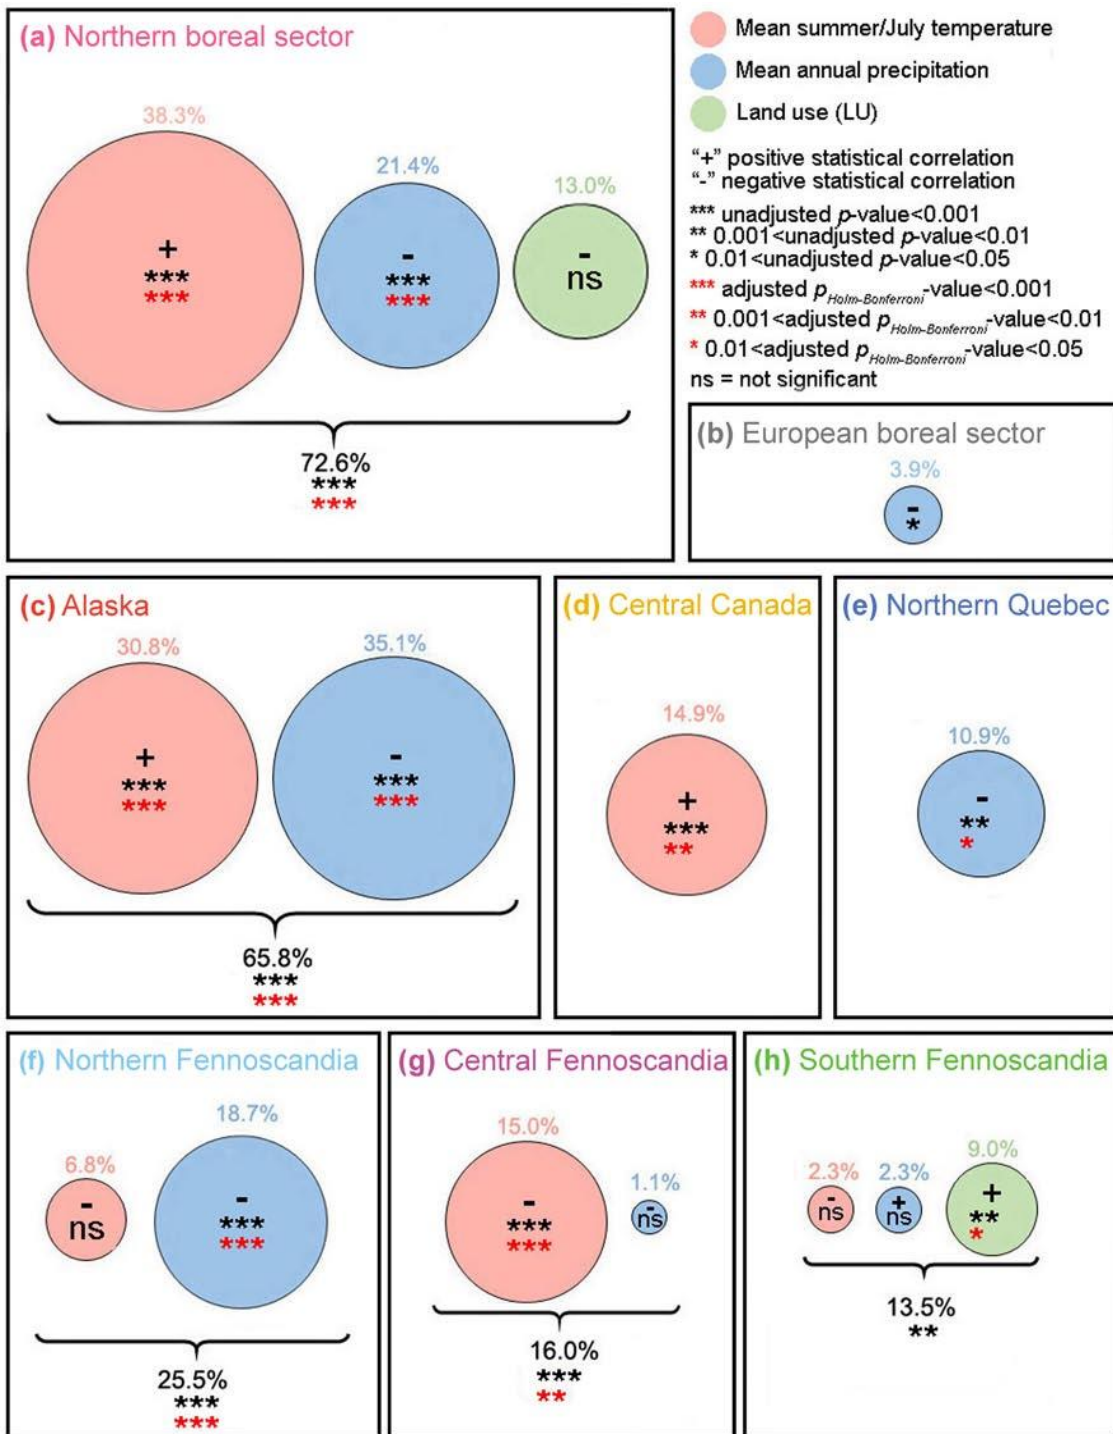 (a) Northern boreal sector
38.3%
+
***
***
21.4%
-
***
***
13.0%
-
ns
72.6%
***
***
Mean summer/July temperature
Mean annual precipitation
Land use (LU)
“+” positive statistical correlation
“-” negative statistical correlation
*** unadjusted p-value<0.001
** 0.001<unadjusted p-value<0.01
* 0.01<unadjusted p-value<0.05
*** adjusted pHolm-Bonferroni-value<0.001
** 0.001<adjusted pHolm-Bonferroni-value<0.01
* 0.01<adjusted pHolm-Bonferroni-value<0.05
ns = not significant
(b) European boreal sector
3.9%
-
*
(c) Alaska
30.8%
+
***
***
35.1%
-
***
***
65.8%
***
***
(d) Central Canada
14.9%
+
***
**
(e) Northern Quebec
10.9%
-
**
*
(f) Northern Fennoscandia
6.8%
-
ns
18.7%
-
***
***
25.5%
***
***
(g) Central Fennoscandia
15.0%
-
***
***
1.1%
-
ns
16.0%
***
**
(h) Southern Fennoscandia
2.3%
-
ns
2.3%
+
ns
9.0%
+
**
*
13.5%
**